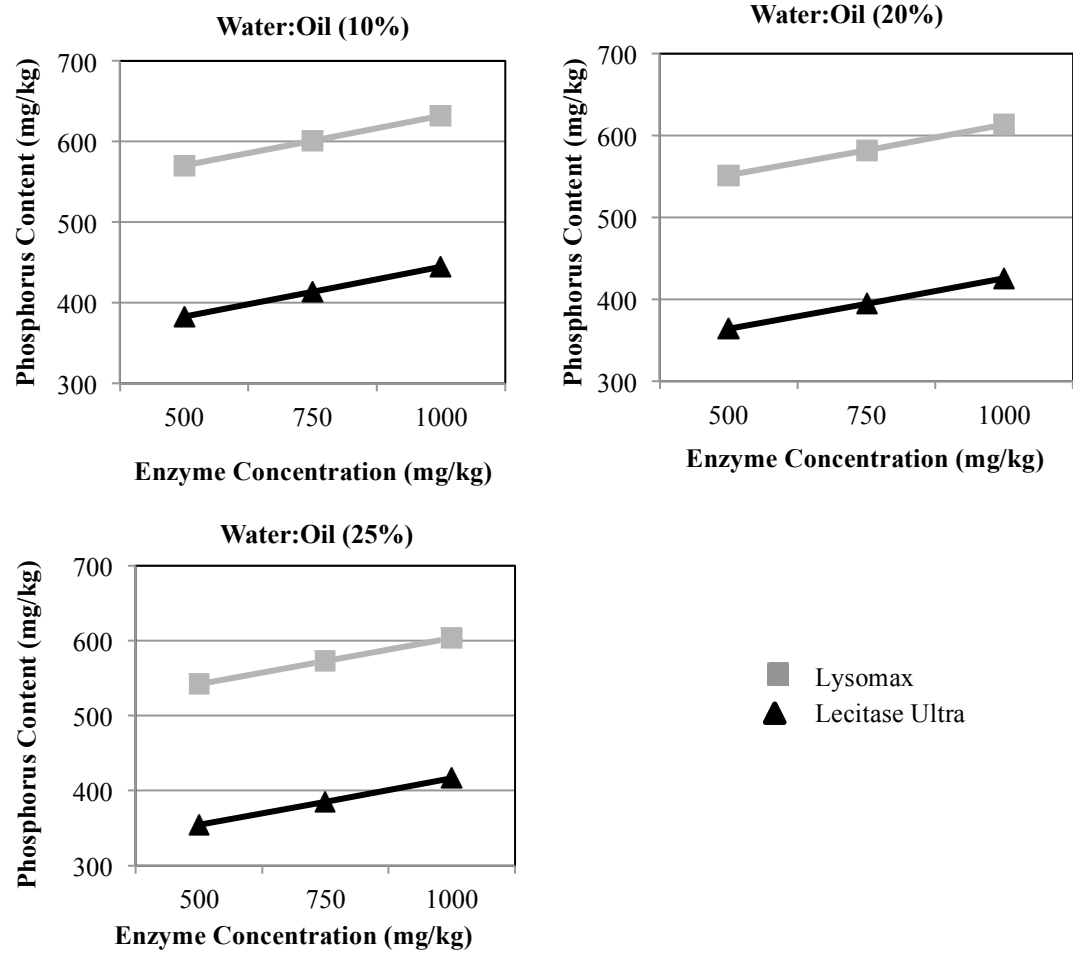 Water:Oil (10%)
Phosphorus Content (mg/kg)
700
600
500
400
300
500 750 1000
Enzyme Concentration (mg/kg)
Water:Oil (20%)
Phosphorus Content (mg/kg)
700
600
500
400
300
500 750 1000
Enzyme Concentration (mg/kg)
Water:Oil (25%)
Phosphorus Content (mg/kg)
700
600
500
400
300
500 750 1000
Enzyme Concentration (mg/kg)
Lysomax
Lecitase Ultra